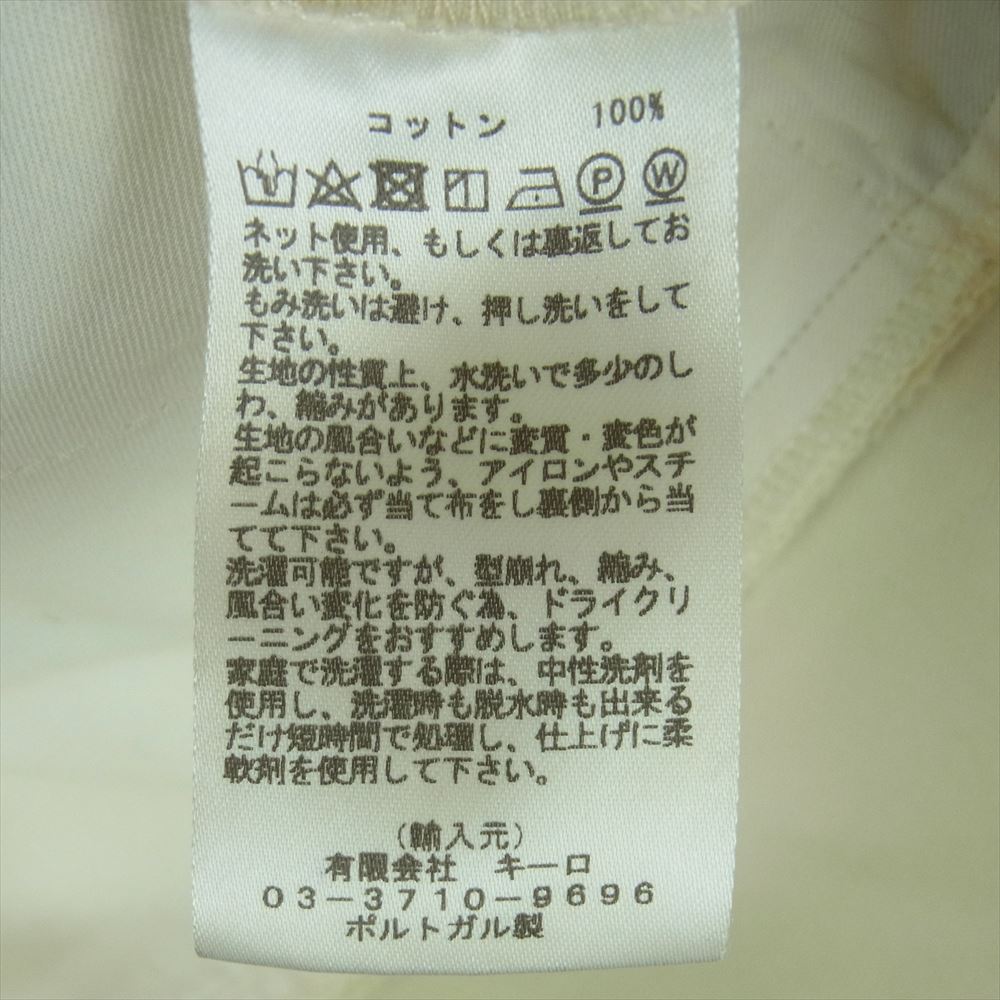 コットン 100%
P W
ネット使用、もしくは裏返してお
洗い下さい。
もみ洗いは避け、押し洗いをして
下さい。
生地の性質上、水洗いで多少のし
わ、縮みがあります。
生地の風合いなどに変質・変色が
起こらないよう、アイロンやスチ
ームは必ず当て布をし裏側から当
てて下さい。
洗濯可能ですが、型崩れ、縮み、
風合い変化を防ぐ為、ドライクリ
ーニングをおすすめします。
家庭で洗濯する際は、中性洗剤を
使用し、洗濯時も脱水時も出来る
だけ短時間で処理し、仕上げに柔
軟剤を使用して下さい。
(輸入元)
有限会社 キーロ
03-3710-9696
ポルトガル製